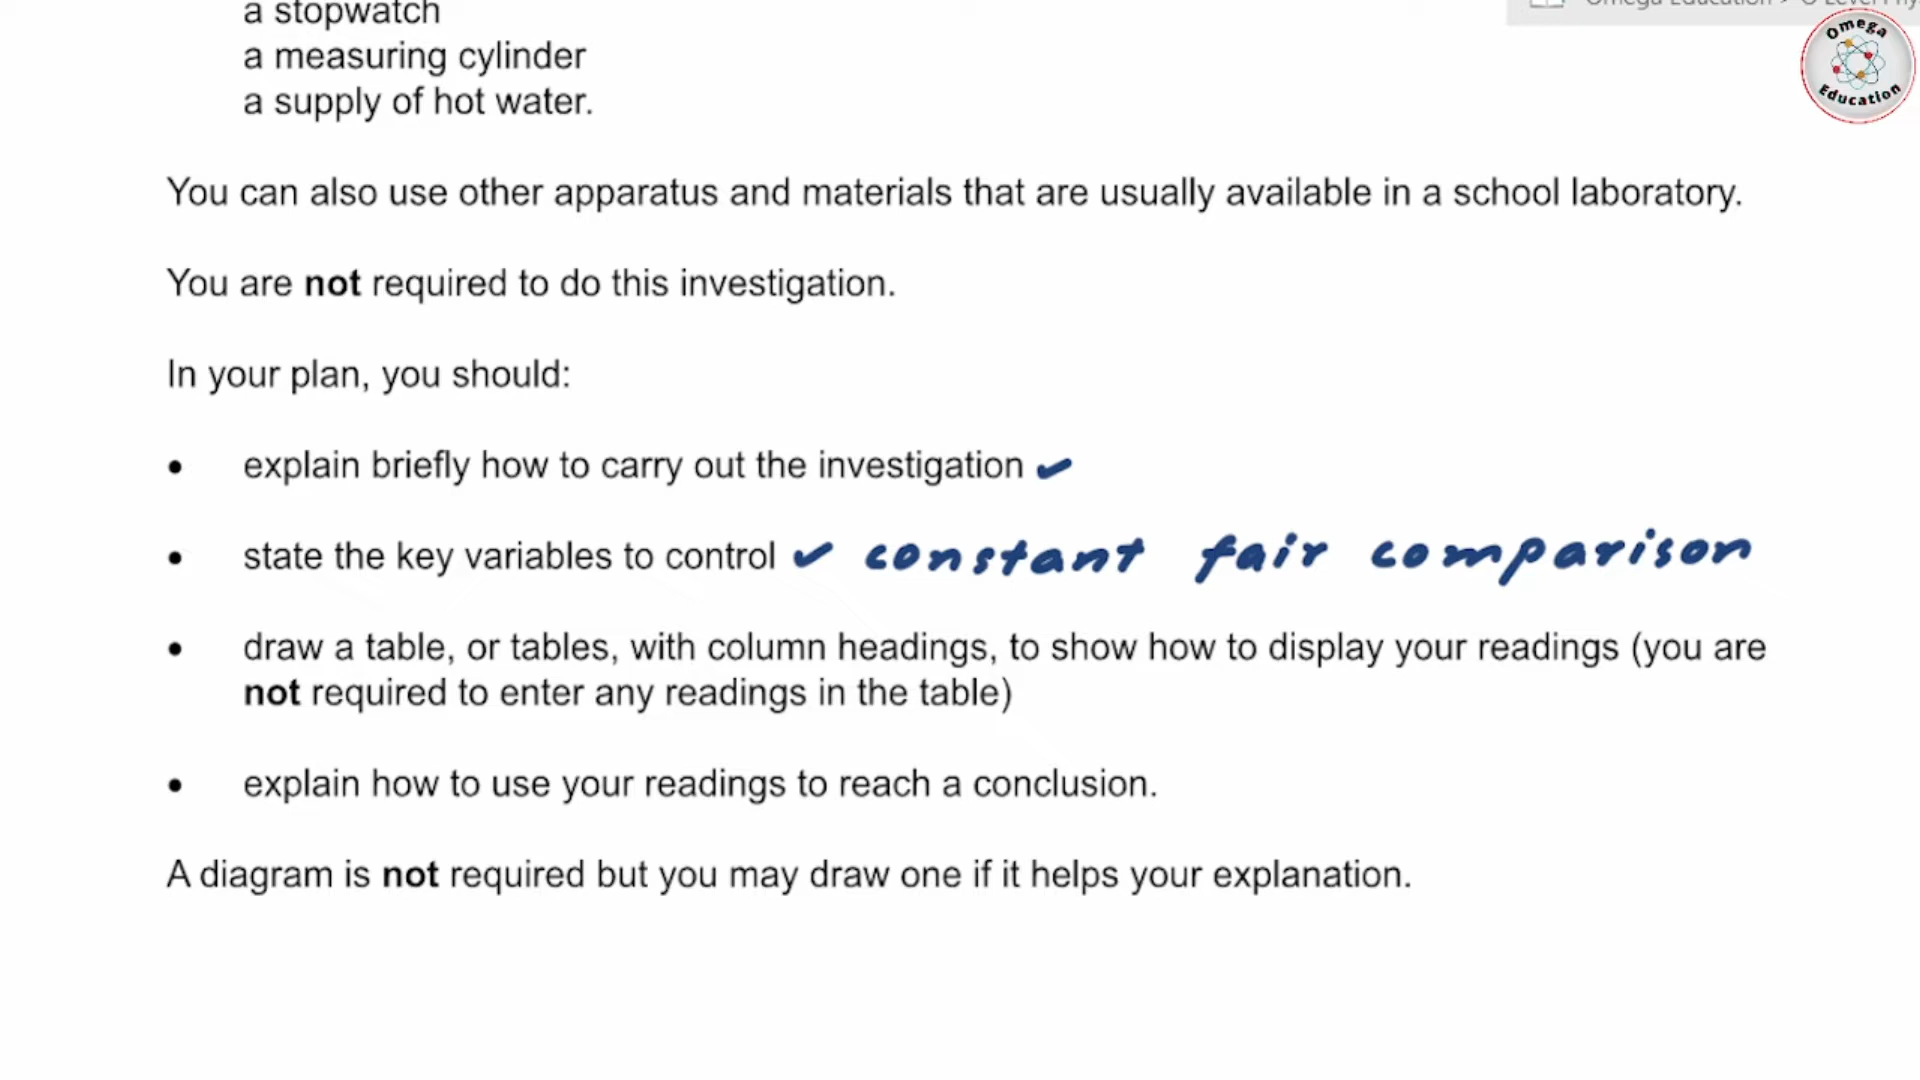 a stopwatch
Omega Education > O Level Phy
a measuring cylinder
Omega
Education
a supply of hot water.
You can also use other apparatus and materials that are usually available in a school laboratory.
You are not required to do this investigation.
In your plan, you should:
• explain briefly how to carry out the investigation ✓
• state the key variables to control ✓ constant fair comparison
• draw a table, or tables, with column headings, to show how to display your readings (you are
not required to enter any readings in the table)
• explain how to use your readings to reach a conclusion.
A diagram is not required but you may draw one if it helps your explanation.